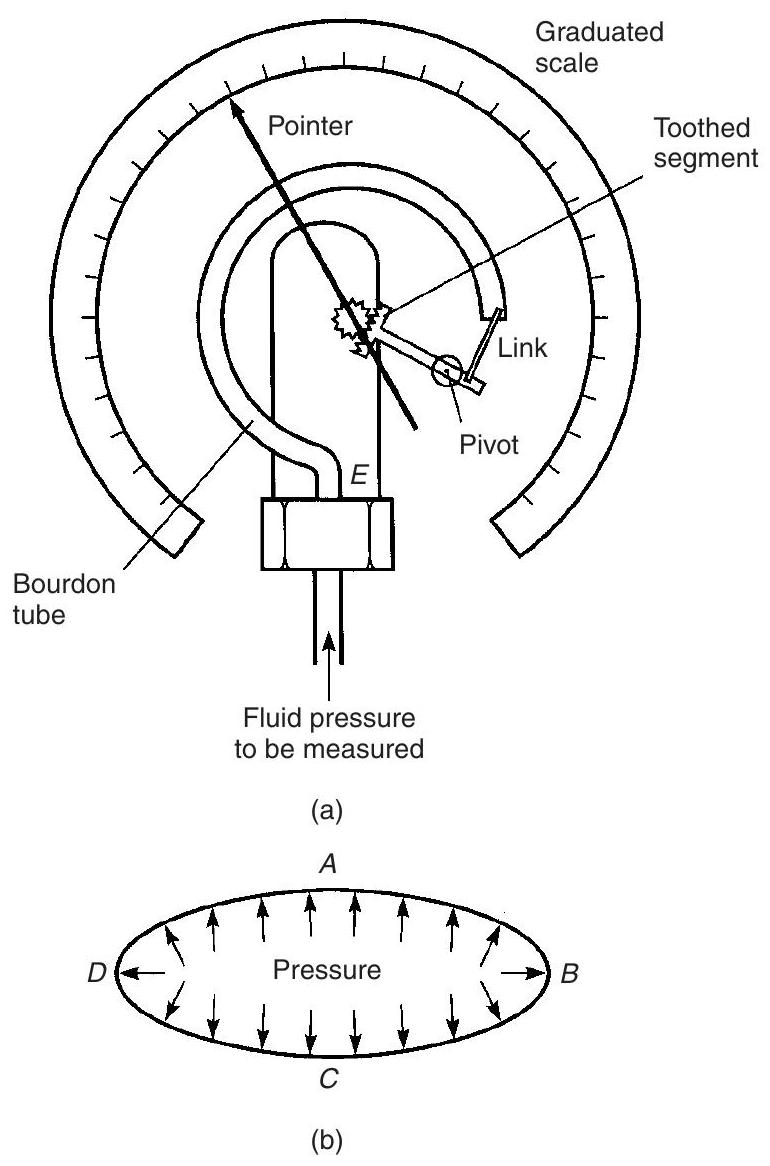 Graduated
scale
Pointer
Toothed
segment
Link
Pivot
E
Bourdon
tube
Fluid pressure
to be measured
(a)
A
D
Pressure
B
C
(b)